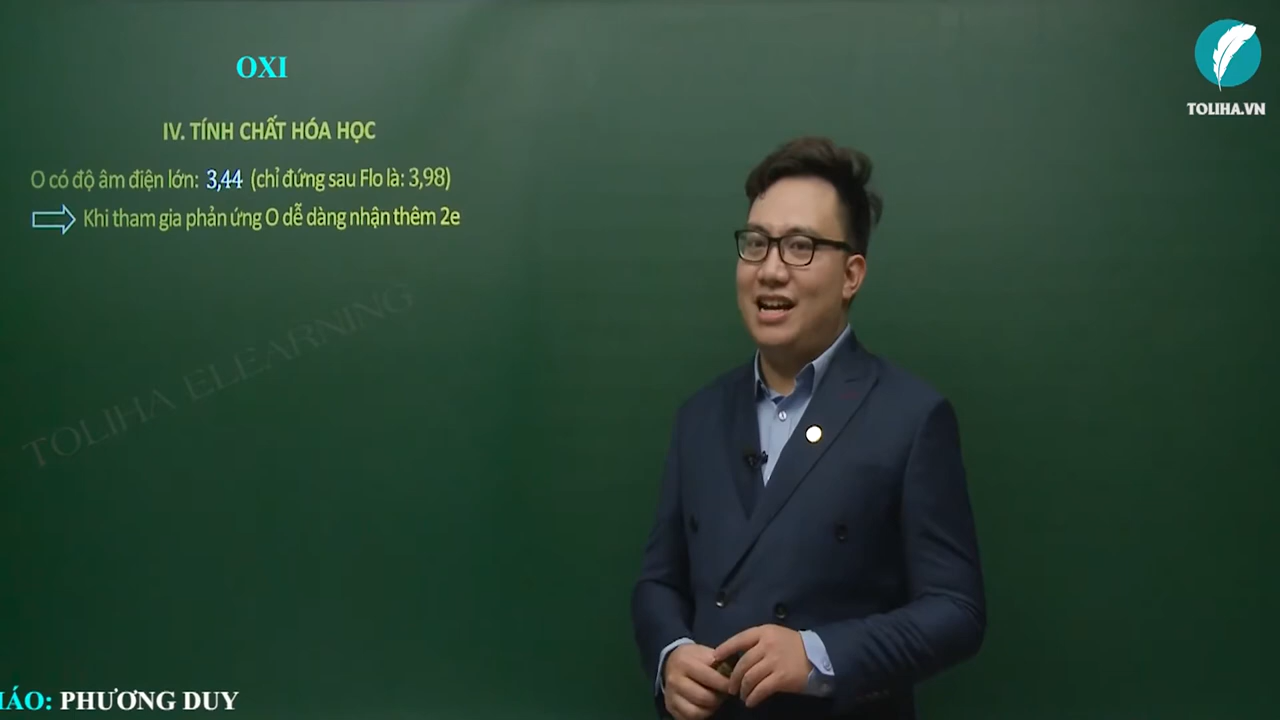 OXI
TOLIHA.VN
IV. TÍNH CHẤT HÓA HỌC
O có độ âm điện lớn: 3,44 (chỉ đứng sau Flo là: 3,98)
Khi tham gia phản ứng O dễ dàng nhận thêm 2e
TOLIHA ELEARNING
IÁO: PHƯƠNG DUY